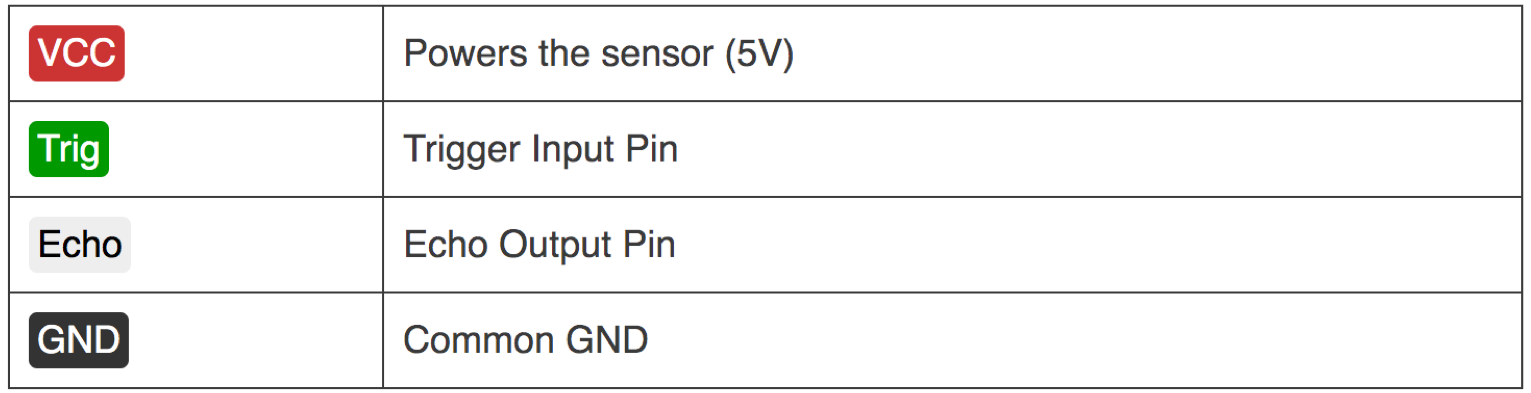 VCC Powers the sensor (5V)
Trig Trigger Input Pin
Echo Echo Output Pin
GND Common GND